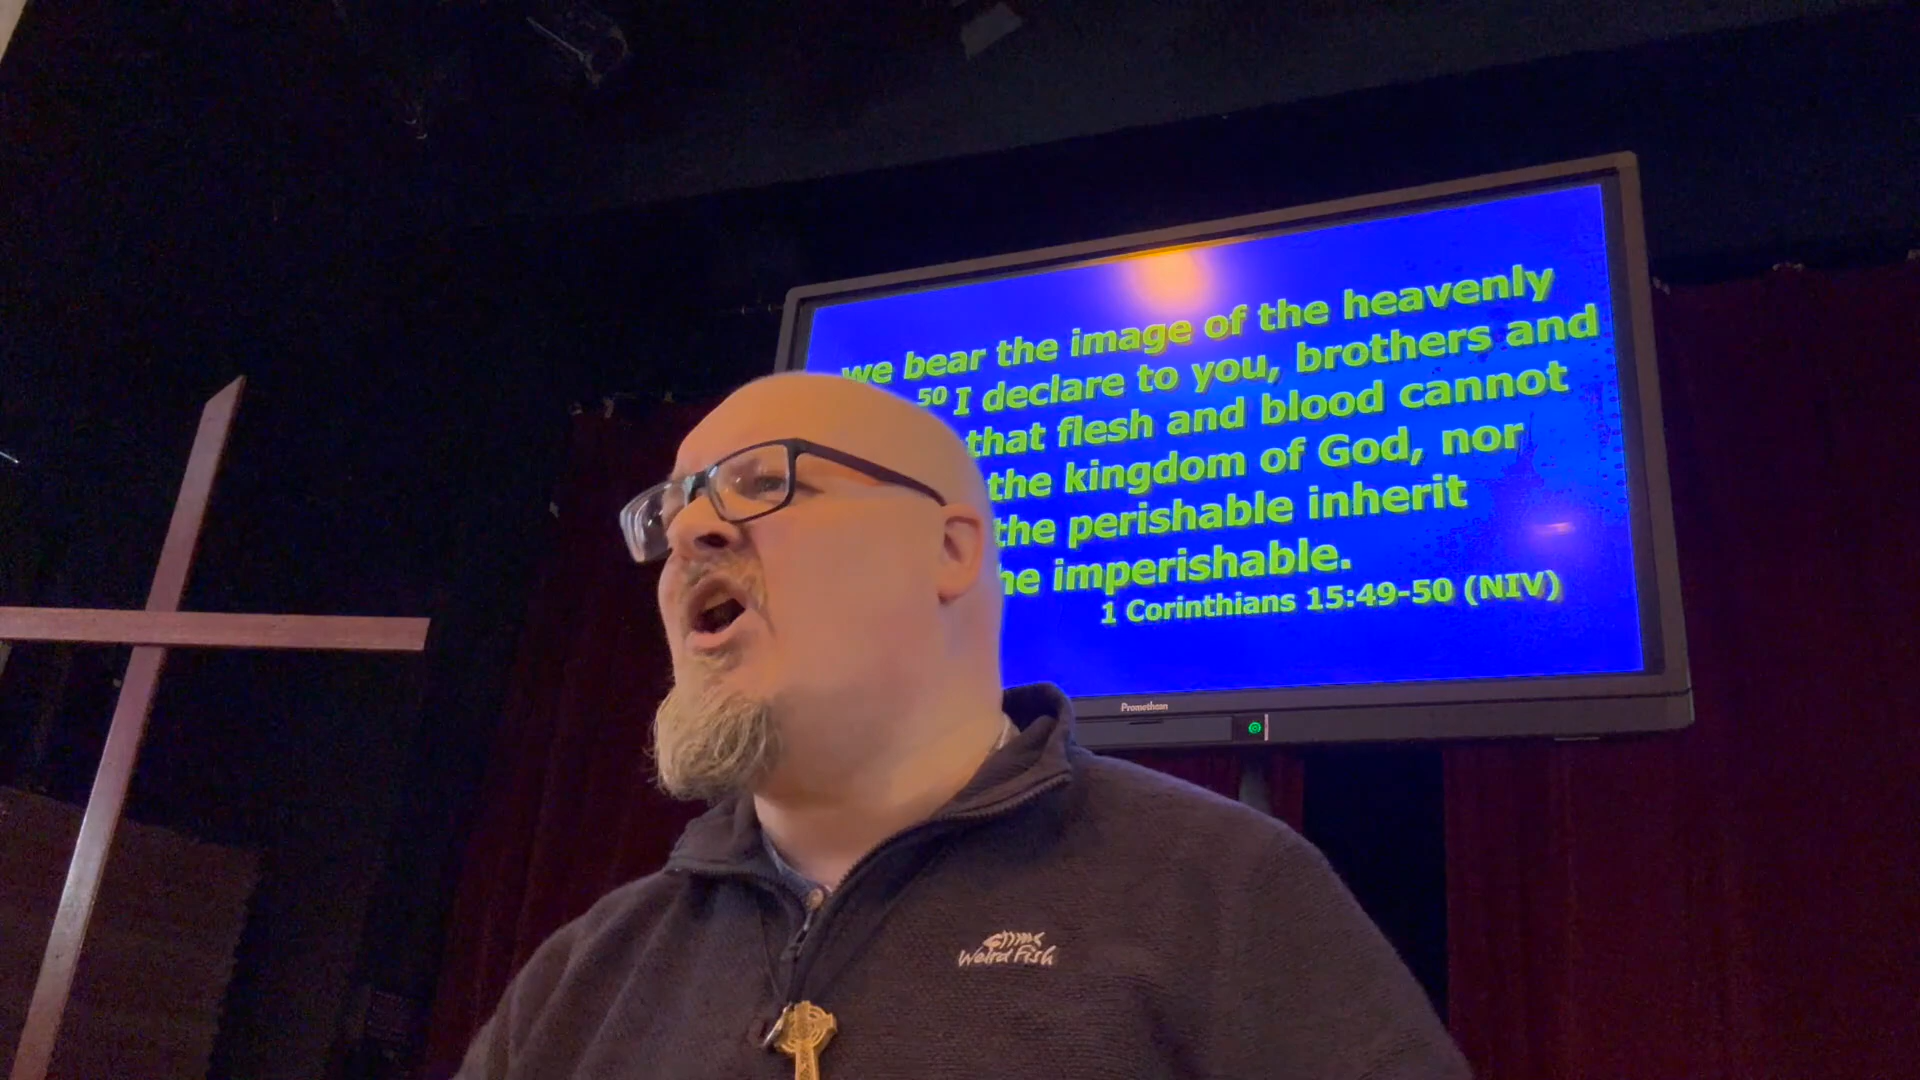 we bear the image of the heavenly
50 I declare to you, brothers and
that flesh and blood cannot
the kingdom of God, nor
the perishable inherit
he imperishable.
1 Corinthians 15:49-50 (NIV)
Promethean
Weird Fish